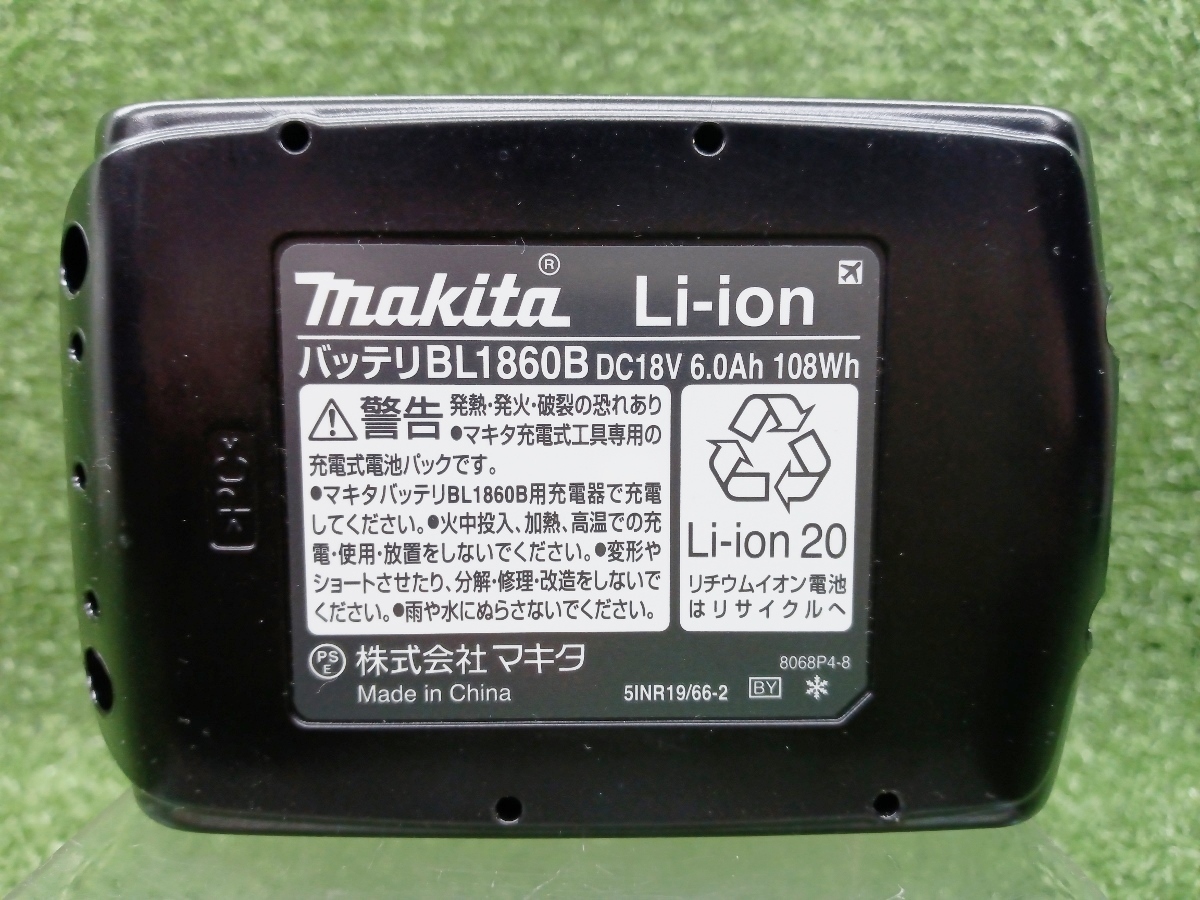 makita® Li-ion
バッテリBL1860B DC18V 6.0Ah 108Wh
警告 発熱・発火・破裂の恐れあり
●マキタ充電式工具専用の
充電式電池パックです。
●マキタバッテリBL1860B用充電器で充電
してください。●火中投入、加熱、高温での充
電・使用・放置をしないでください。●変形や
ショートさせたり、分解・修理・改造をしないで
ください。●雨や水にぬらさないでください。
Li-ion 20
リチウムイオン電池
はリサイクルへ
PSE 株式会社マキタ
Made in China
8068P4-8
5INR19/66-2 BY
>PC<